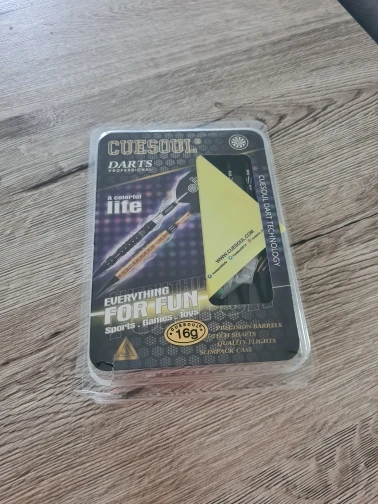 CUESOUL®
DARTS
PROFESSIONAL
A colorful
life
CUESOUL DART TECHNOLOGY
WWW.CUESOUL.COM
EVERYTHING
FOR FUN
Sports . Games . Toys
CUESOUL
16g
PRECISION BARRELS
TECH SHAFTS
QUALITY FLIGHTS
SLIMPACK CASE